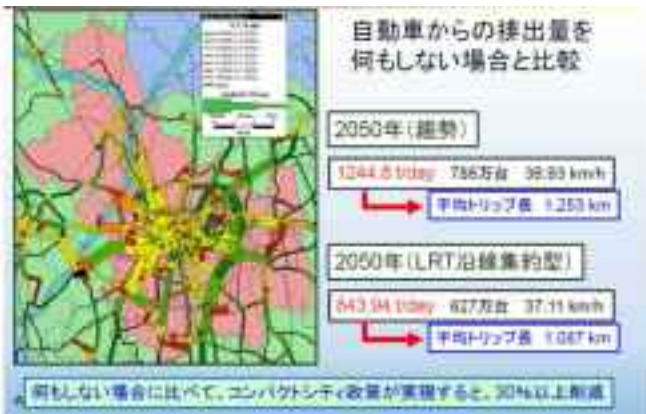 自動車からの排出量を
何もしない場合と比較
2050年(趨勢)
1244.8 t/day 786万台 38.93 km/h
平均トリップ長 1.253 km
2050年(LRT沿線集約型)
843.94 t/day 627万台 37.11 km/h
平均トリップ長 1.087 km
何もしない場合に比べて、コンパクトシティ政策が実現すると、30%以上削減